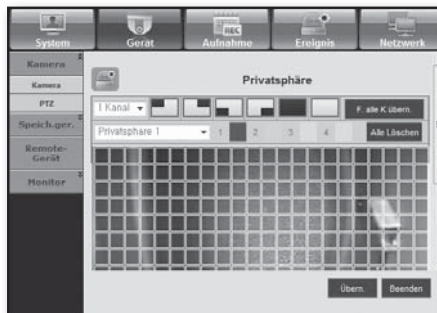 REC
System Gerät Aufnahme Ereignis Netzwerk
Kamera
Kamera
PTZ
Speich.ger.
Remote-
Gerät
Monitor
Privatsphäre
1 Kanal F. alle K übern.
Privatsphäre 1 1 2 3 4 Alle Löschen
Übern. Beenden